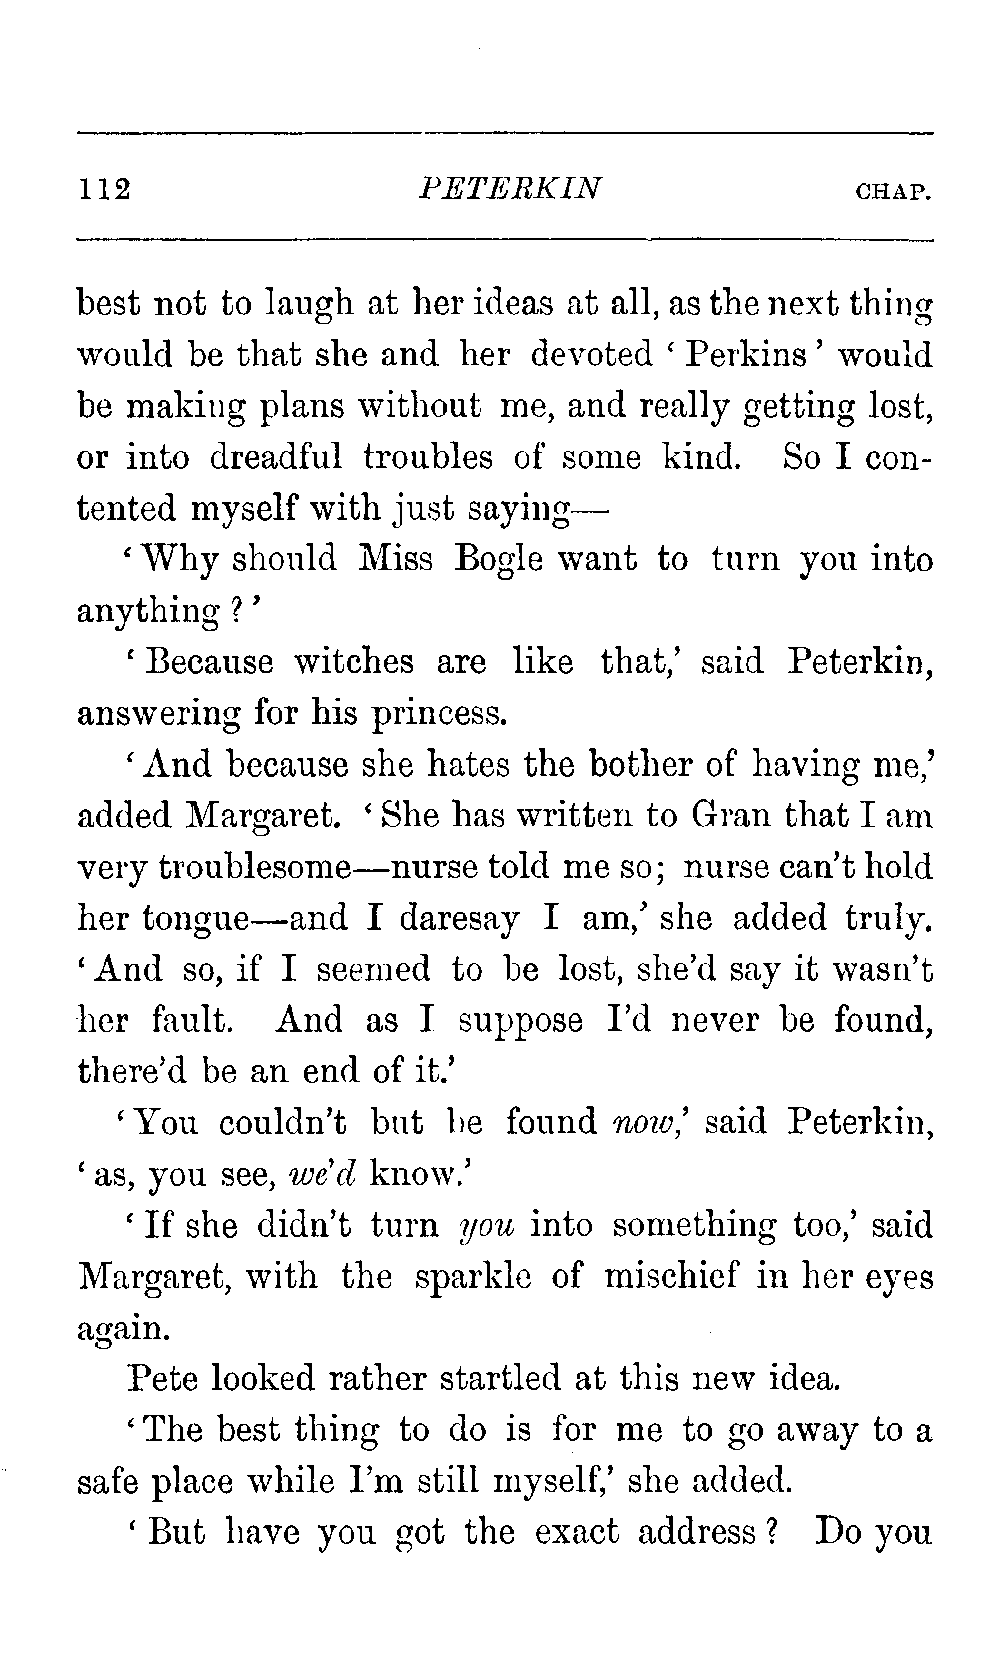 112 PETERKIN CHAP.
best not to laugh at her ideas at all, as the next thing
would be that she and her devoted ‘ Perkins ’ would
be making plans without me, and really getting lost,
or into dreadful troubles of some kind. So I con-
tented myself with just saying—
‘ Why should Miss Bogle want to turn you into
anything ? ’
‘ Because witches are like that,’ said Peterkin,
answering for his princess.
‘ And because she hates the bother of having me,’
added Margaret. ‘ She has written to Gran that I am
very troublesome—nurse told me so; nurse can’t hold
her tongue—and I daresay I am,’ she added truly.
‘ And so, if I seemed to be lost, she’d say it wasn’t
her fault. And as I suppose I’d never be found,
there’d be an end of it.’
‘ You couldn’t but be found now,’ said Peterkin,
‘ as, you see, we’d know.’
‘ If she didn’t turn you into something too,’ said
Margaret, with the sparkle of mischief in her eyes
again.
Pete looked rather startled at this new idea.
‘ The best thing to do is for me to go away to a
safe place while I’m still myself,’ she added.
‘ But have you got the exact address ? Do you